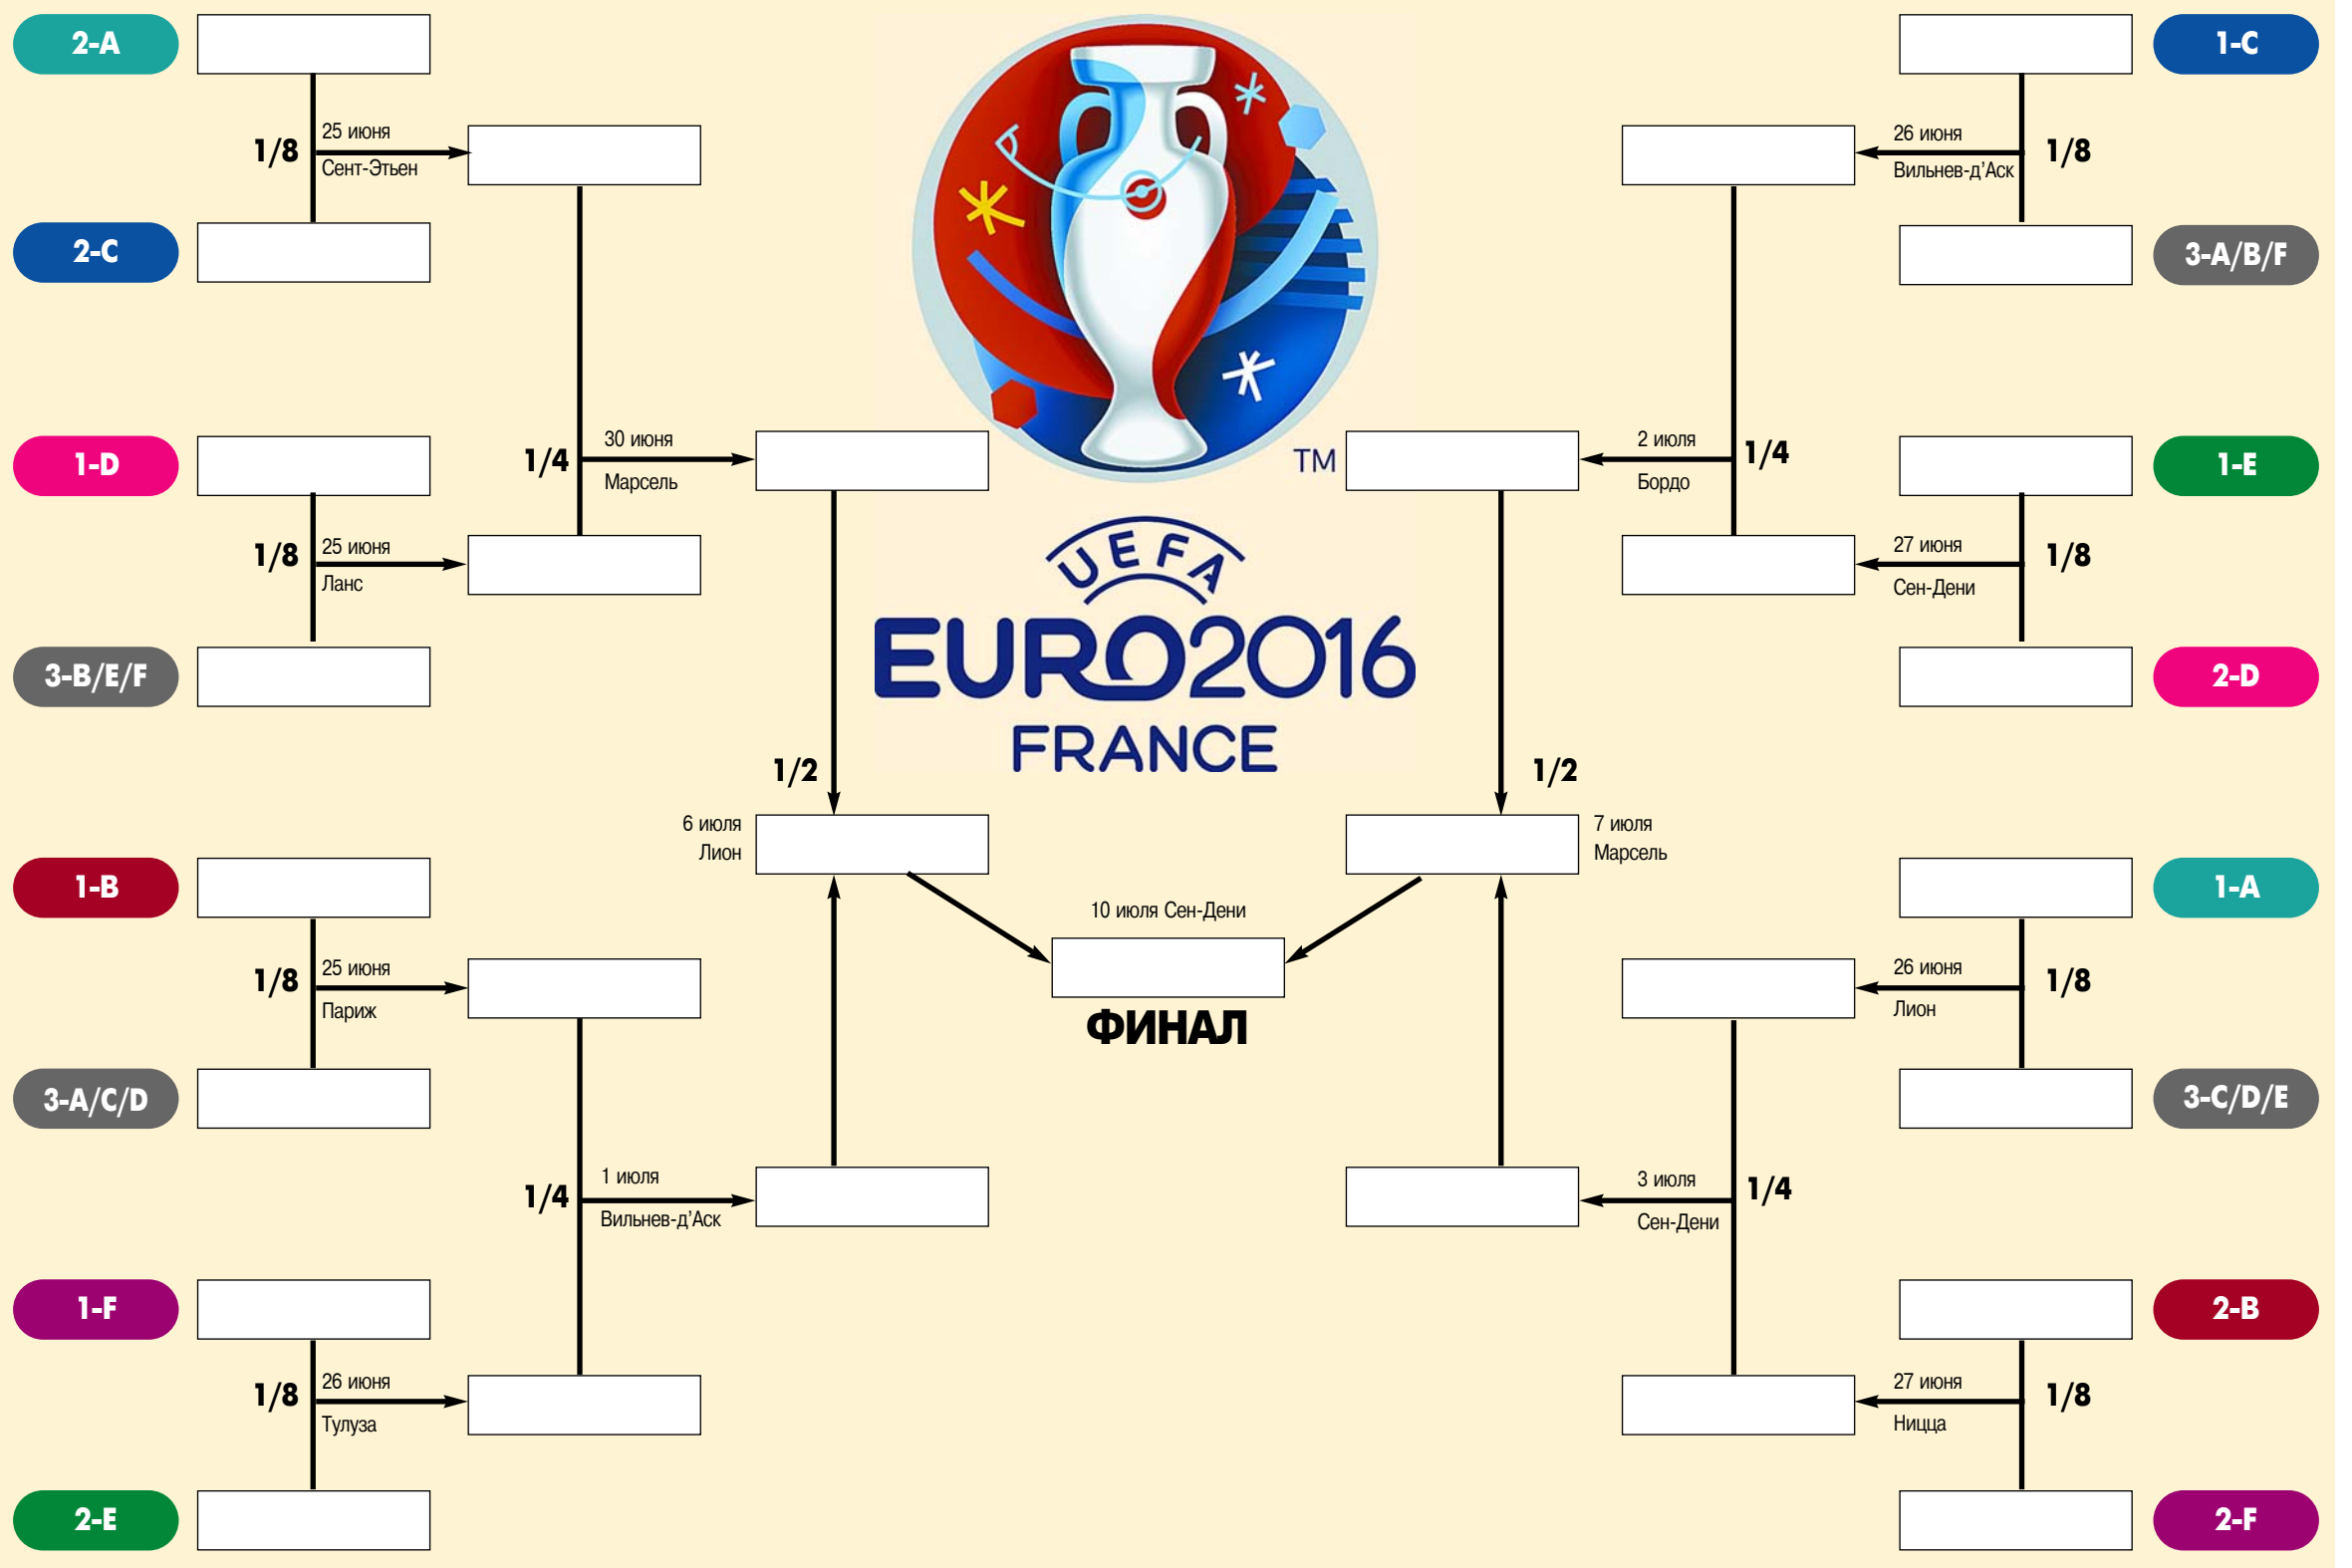 2-A
1/8
25 июня
Сент-Этьен
2-C
1-D
1/8
25 июня
Ланс
3-B/E/F
1/4
30 июня
Марсель
1-B
1/8
25 июня
Париж
3-A/C/D
1-F
1/8
26 июня
Тулуза
2-E
1/4
1 июля
Вильнев-д'Аск
1/2
6 июля
Лион
TM
UEFA
EURO2016
FRANCE
10 июля Сен-Дени
ФИНАЛ
1/2
7 июля
Марсель
2 июля
Бордо
1/4
3 июля
Сен-Дени
1/4
1-C
26 июня
Вильнев-д'Аск
1/8
3-A/B/F
1-E
27 июня
Сен-Дени
1/8
2-D
1-A
26 июня
Лион
1/8
3-C/D/E
2-B
27 июня
Ницца
1/8
2-F